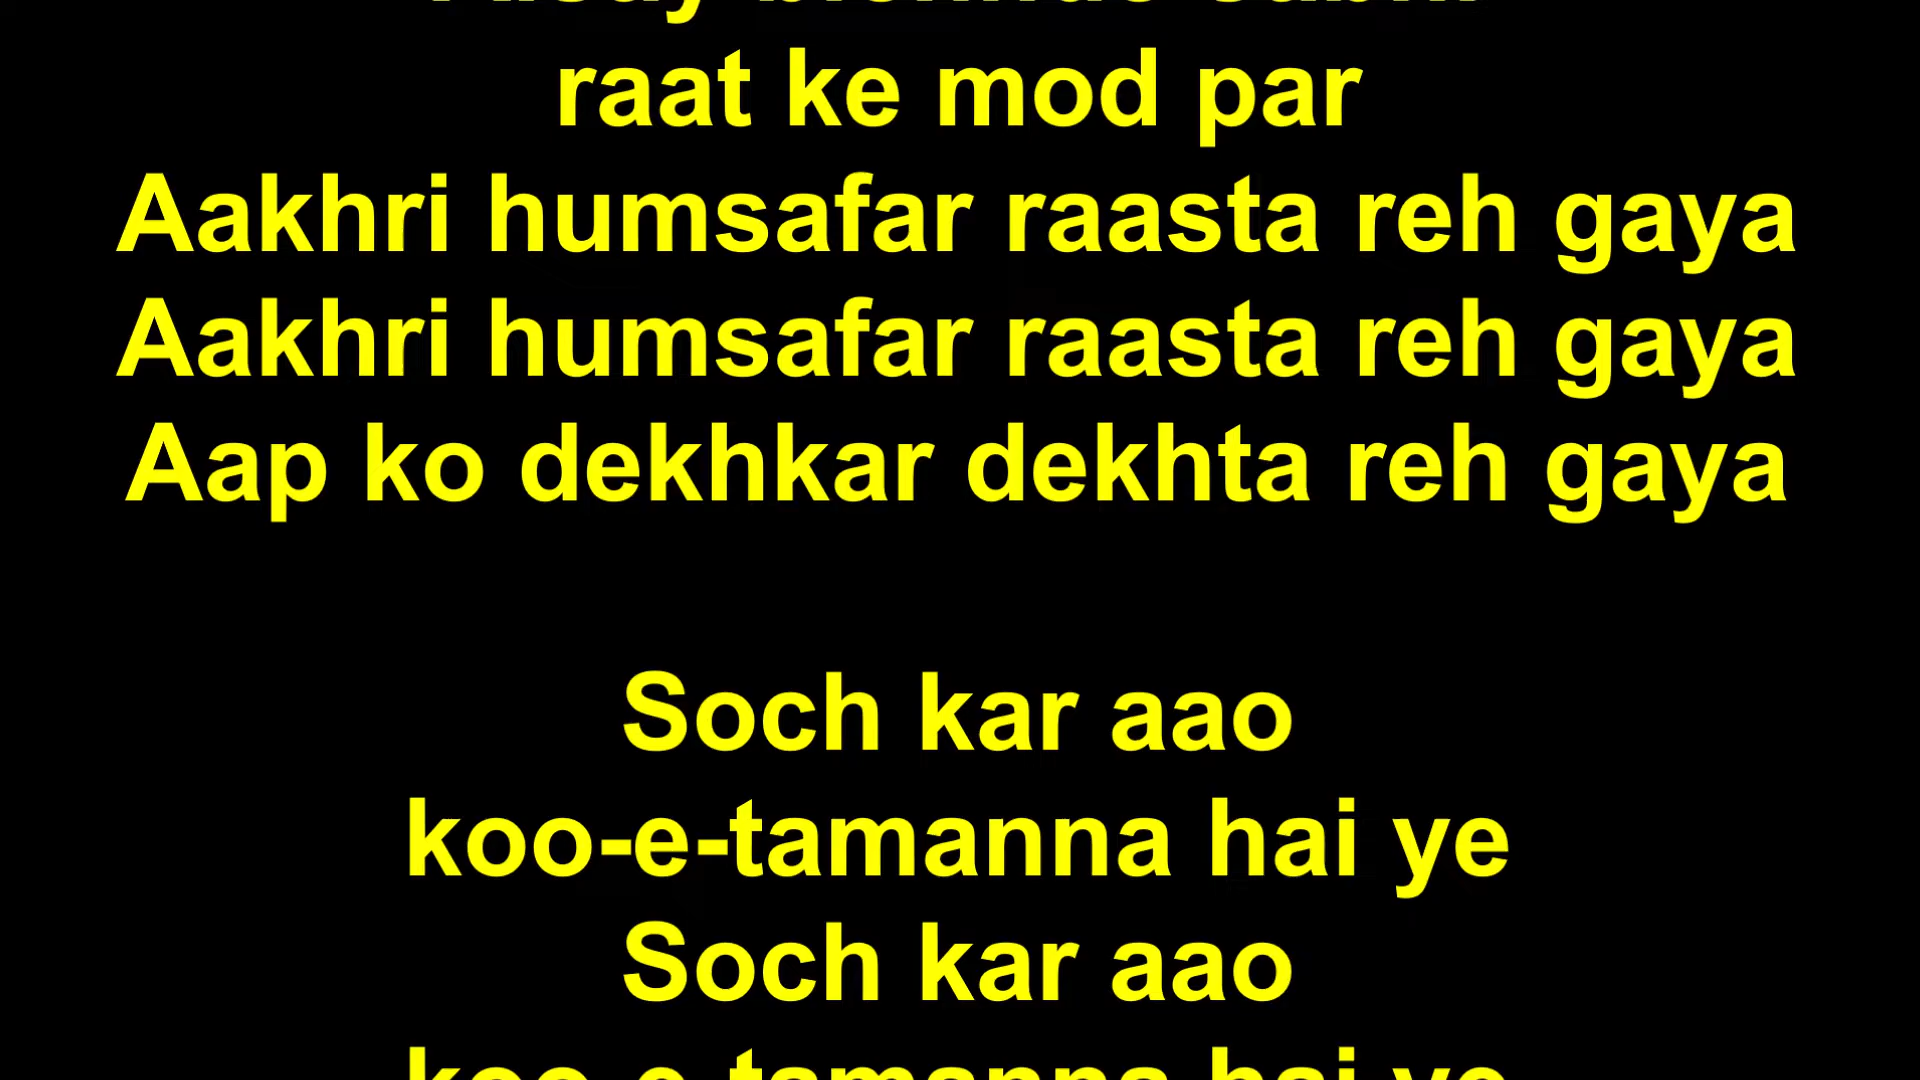 raat ke mod par
Aakhri humsafar raasta reh gaya
Aakhri humsafar raasta reh gaya
Aap ko dekhkar dekhta reh gaya
Soch kar aao
koo-e-tamanna hai ye
Soch kar aao
koo-e-tamanna hai ye